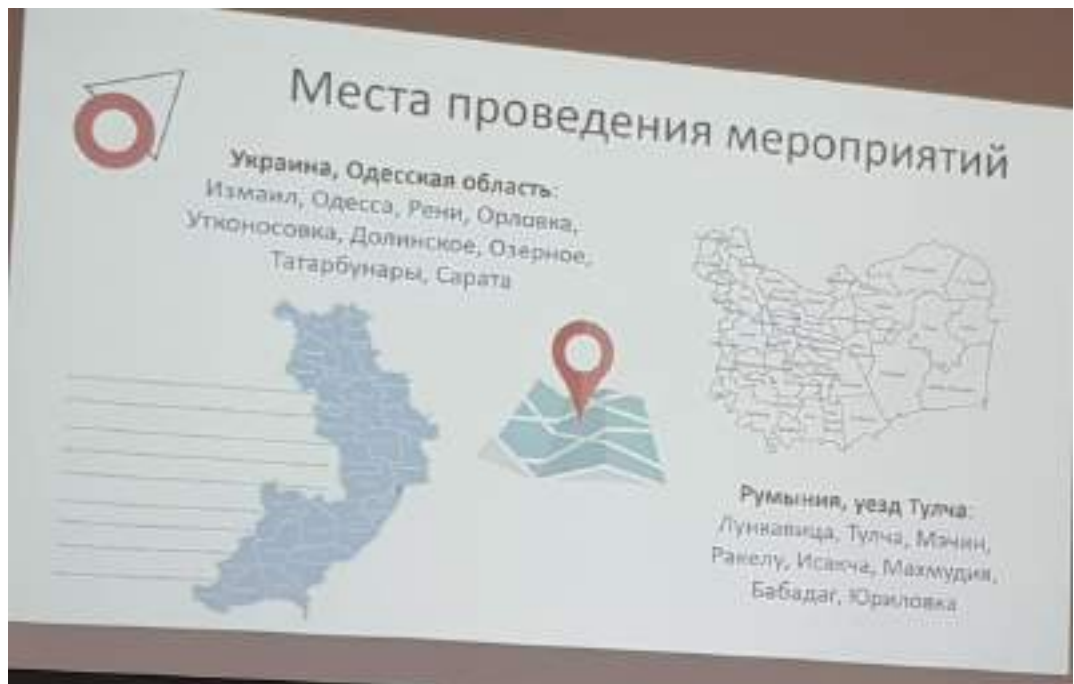 Места проведения мероприятий
Украина, Одесская область:
Измаил, Одесса, Рени, Орловка,
Утконосовка, Долинское, Озерное,
Татарбунары, Сарата
Румыния, уезд Тулча:
Лункавица, Тулча, Мэчин,
Ракелу, Исакча, Махмудия,
Бабадаг, Юриловка